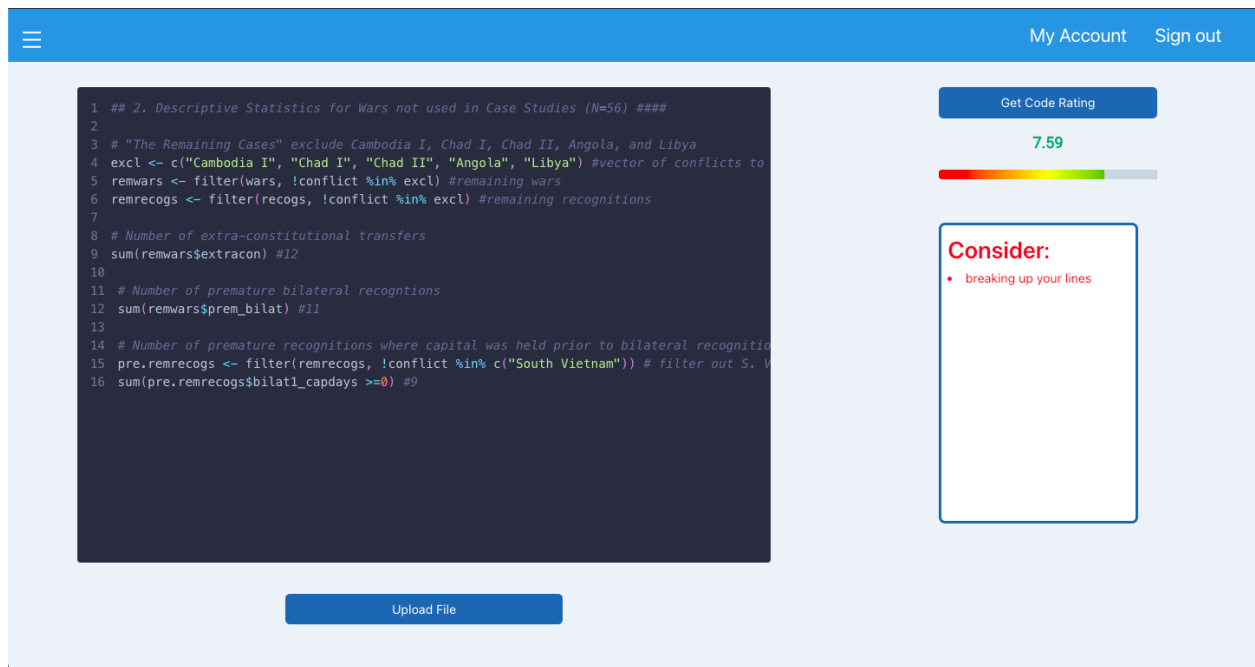 My Account Sign out
1 ## 2. Descriptive Statistics for Wars not used in Case Studies (N=56) ####
2
3 # "The Remaining Cases" exclude Cambodia I, Chad I, Chad II, Angola, and Libya
4 excl <- c("Cambodia I", "Chad I", "Chad II", "Angola", "Libya") #vector of conflicts to
5 remwars <- filter(wars, !conflict %in% excl) #remaining wars
6 remrecogs <- filter(recogs, !conflict %in% excl) #remaining recognitions
7
8 # Number of extra-constitutional transfers
9 sum(remwars$extracon) #12
10
11 # Number of premature bilateral recogntions
12 sum(remwars$prem_bilat) #11
13
14 # Number of premature recognitions where capital was held prior to bilateral recognitio
15 pre.remrecogs <- filter(remrecogs, !conflict %in% c("South Vietnam")) # filter out S. V
16 sum(pre.remrecogs$bilat1_capdays >=0) #9
Upload File
Get Code Rating
7.59
Consider:
• breaking up your lines